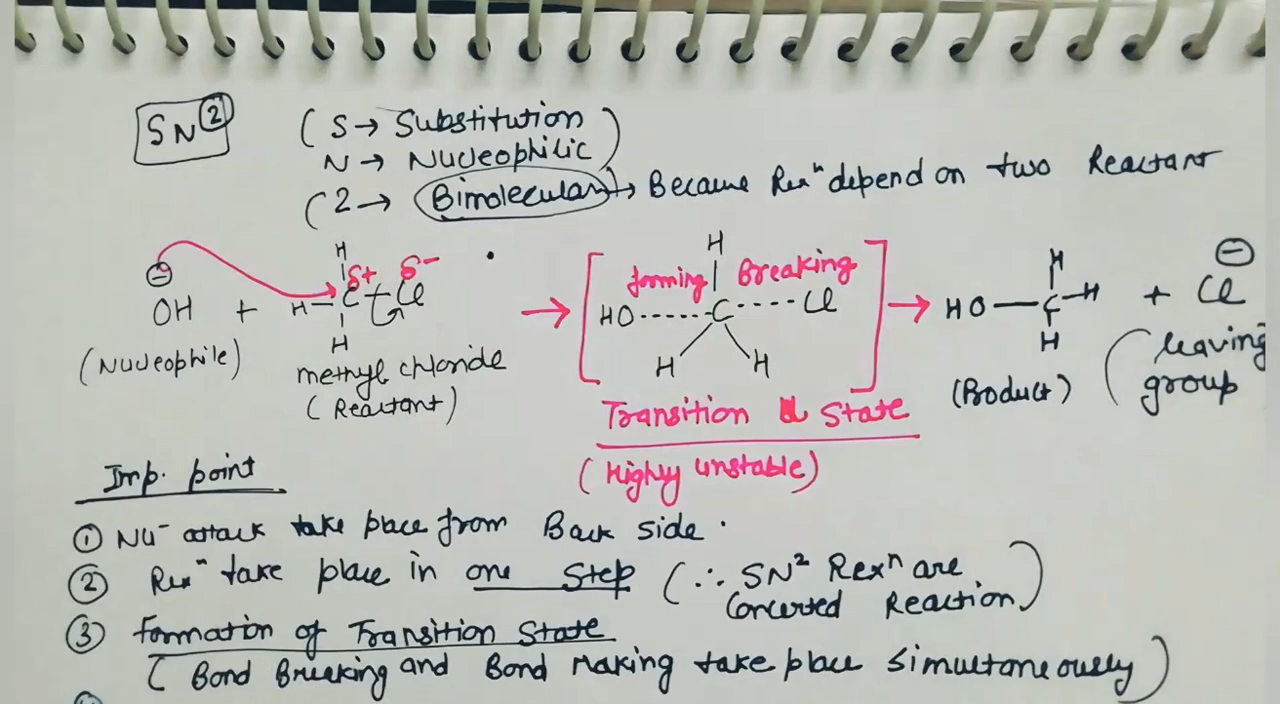 SN²
(S → Substitution
N → Nucleophilic)
(2 → Bimolecular) → Because Rexⁿ depend on two Reactant
⊖ H δ+ δ- H H ⊖
OH + H – C – Cl → [HO ------ C ---- Cl] → HO — C – H + Cl
forming Breaking
H H H H
(Nucleophile) methyl chloride (Product) (leaving group
(Reactant)
Transition State
(Highly unstable)
Imp. point
① Nu⁻ attack take place from Back side.
② Rexⁿ take place in one Step (∴ SN² Rexⁿ are
Concerted Reaction)
③ Formation of Transition State
(Bond Breaking and Bond Making take place simultaneously)